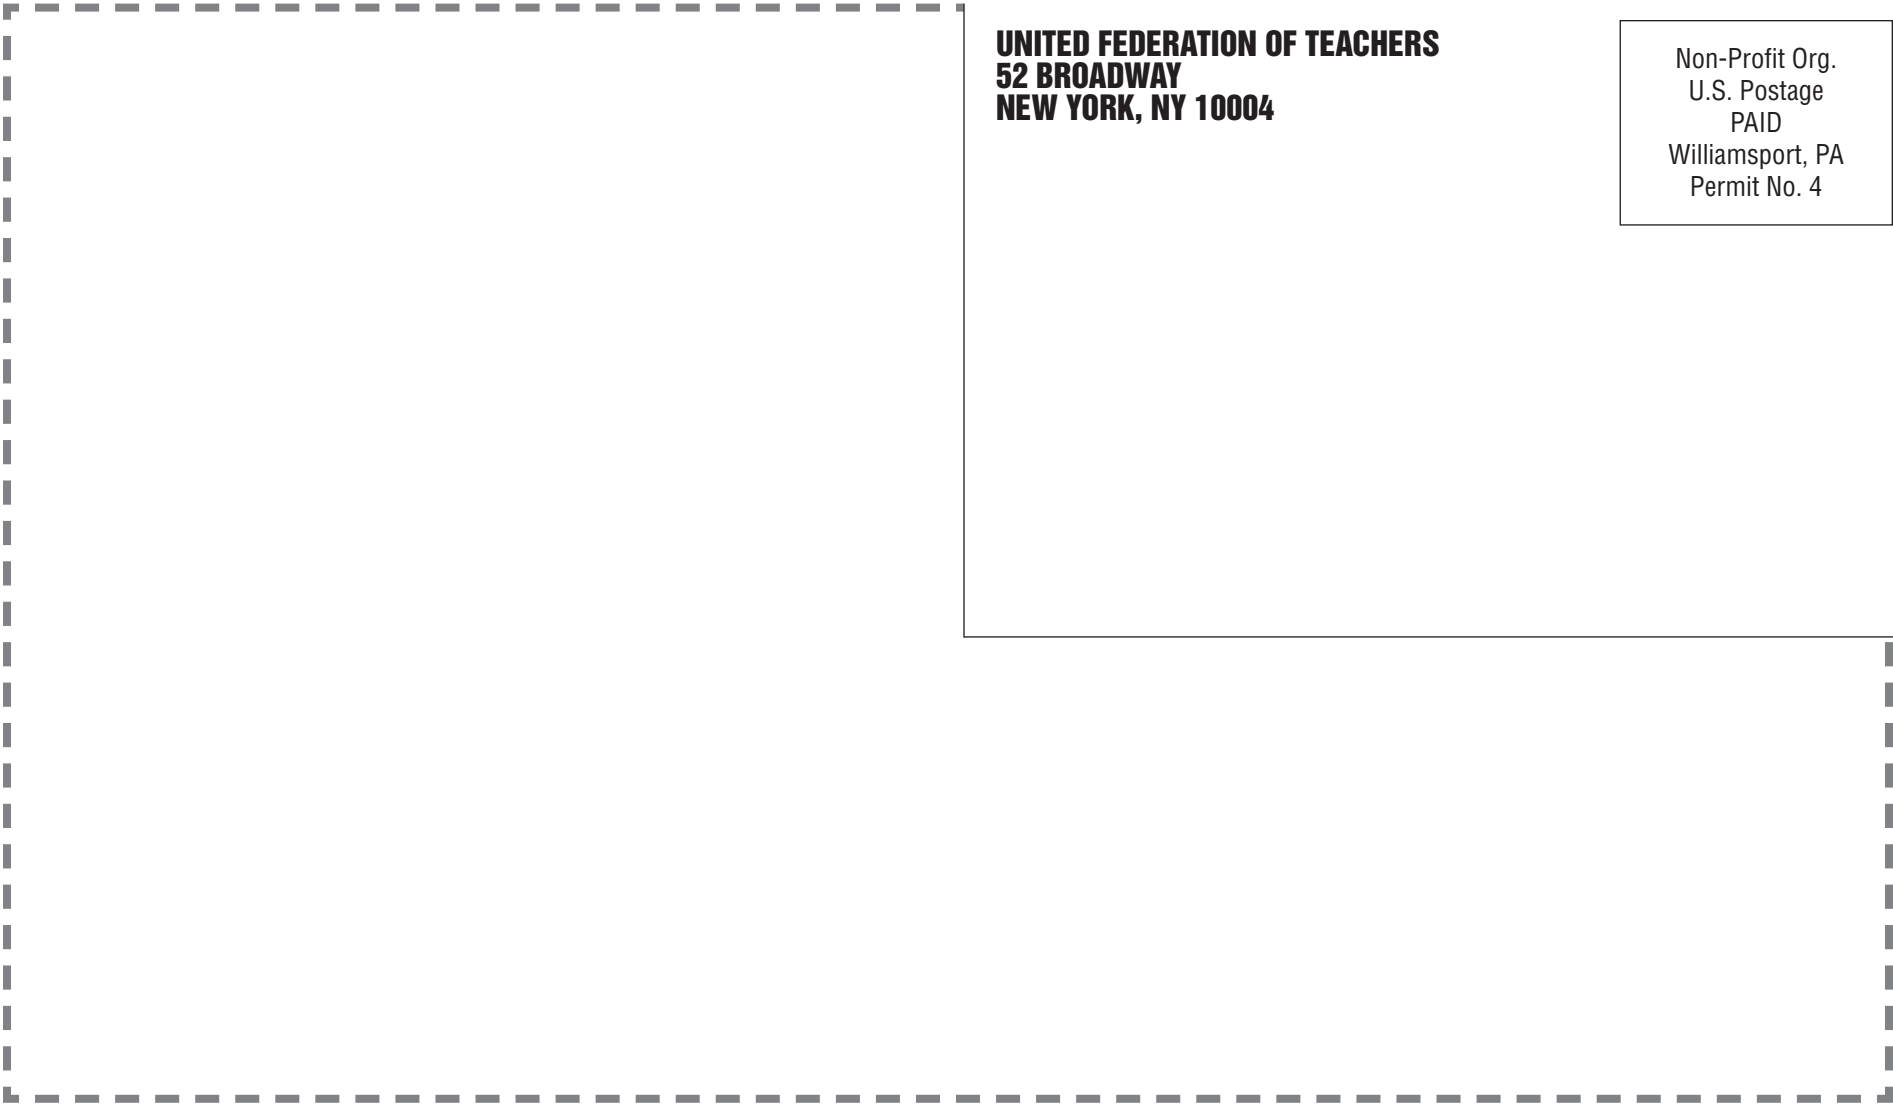 UNITED FEDERATION OF TEACHERS
52 BROADWAY
NEW YORK, NY 10004
Non-Profit Org.
U.S. Postage
PAID
Williamsport, PA
Permit No. 4